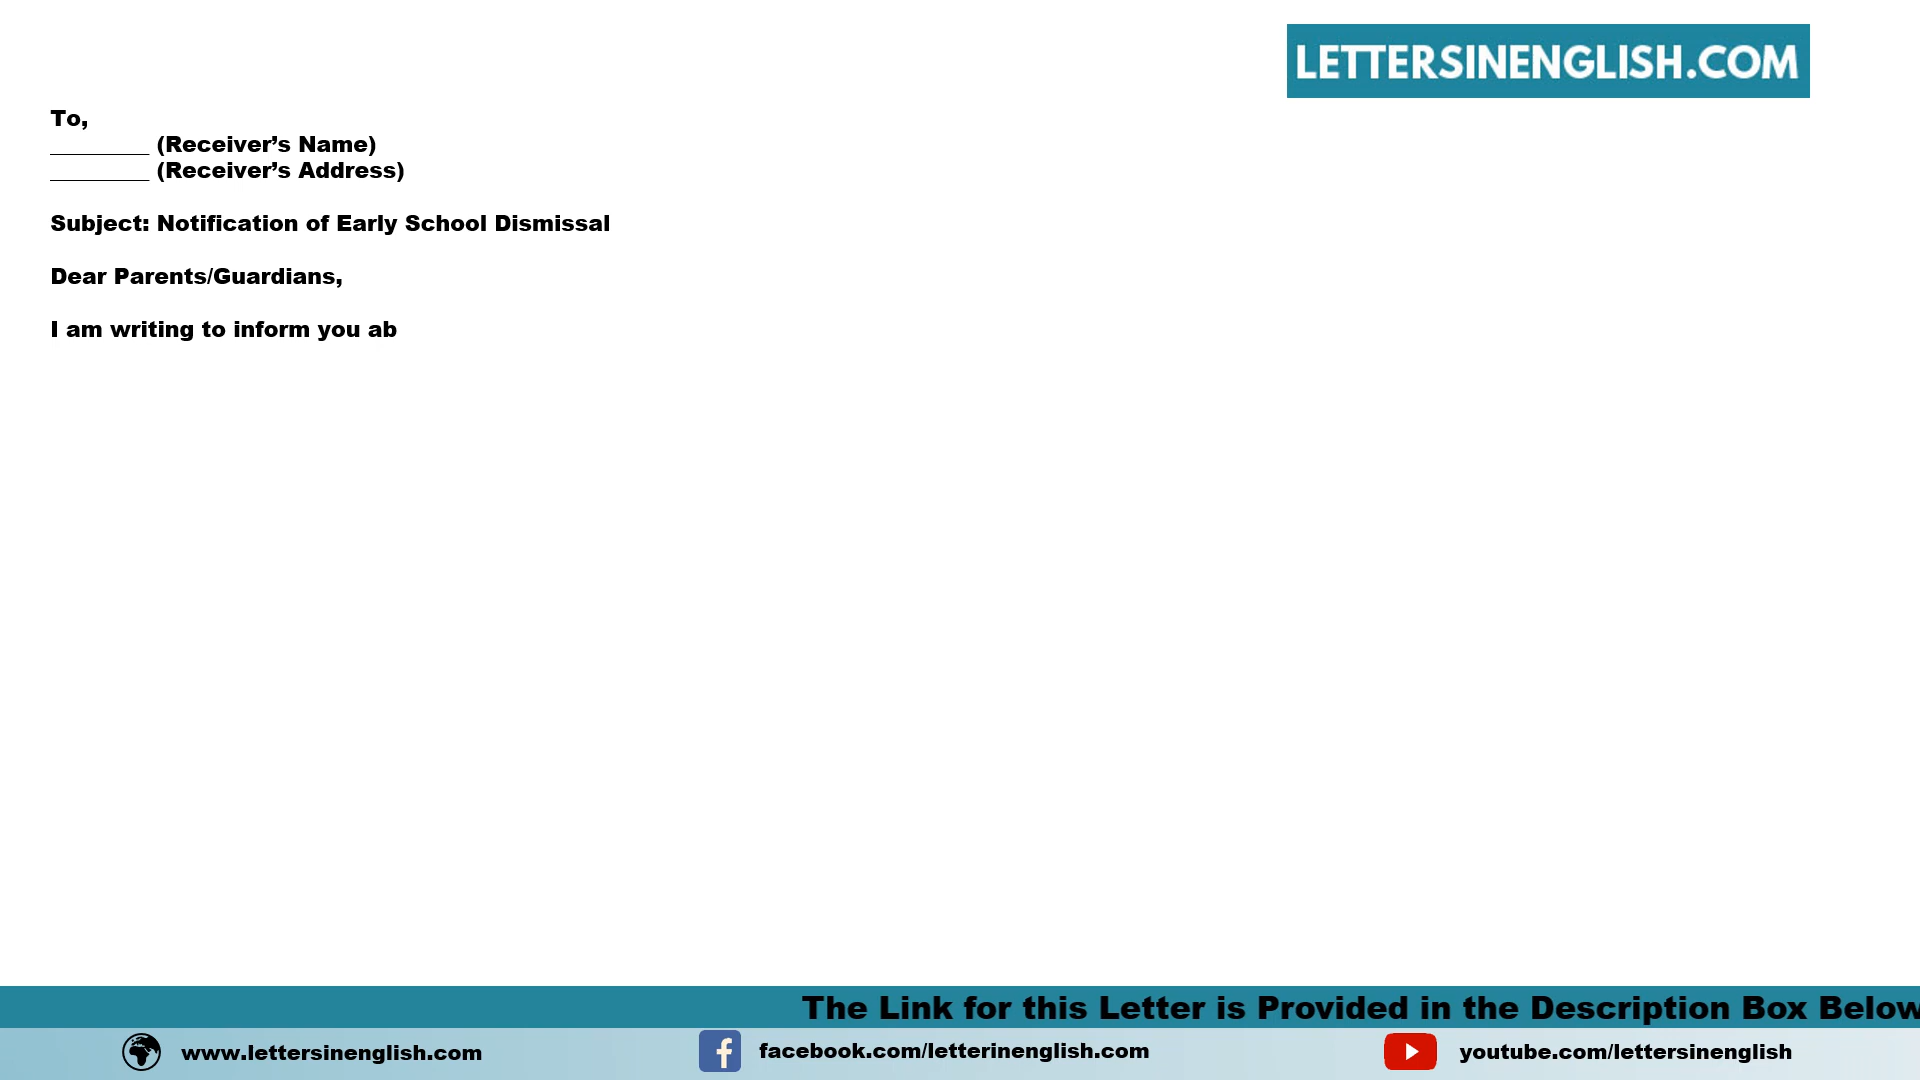 LETTERSINENGLISH.COM
To,
_________ (Receiver’s Name)
_________ (Receiver’s Address)
Subject: Notification of Early School Dismissal
Dear Parents/Guardians,
I am writing to inform you ab
The Link for this Letter is Provided in the Description Box Below
www.lettersinenglish.com
facebook.com/letterinenglish.com
youtube.com/lettersinenglish